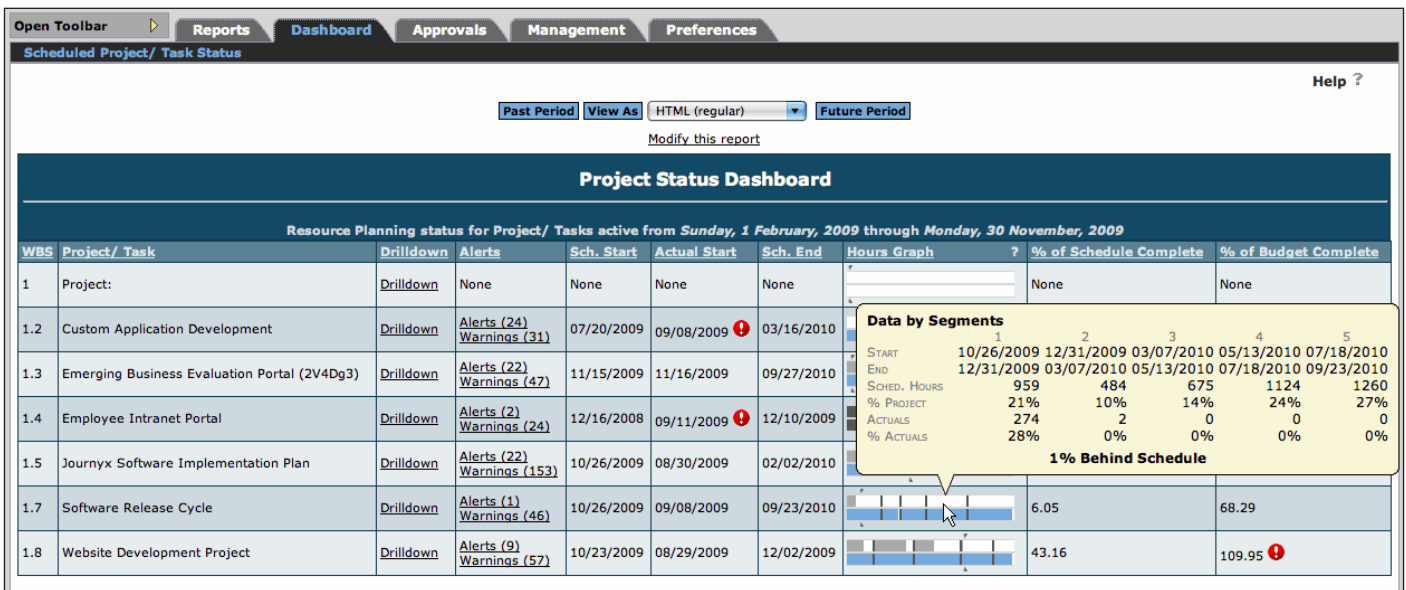 Open Toolbar Reports Dashboard Approvals Management Preferences
Scheduled Project/ Task Status
Help ?
Past Period View As HTML (regular) Future Period
Modify this report
Project Status Dashboard
Resource Planning status for Project/ Tasks active from Sunday, 1 February, 2009 through Monday, 30 November, 2009
WBS Project/ Task Drilldown Alerts Sch. Start Actual Start Sch. End Hours Graph ? % of Schedule Complete % of Budget Complete
1 Project: Drilldown None None None None None None
1.2 Custom Application Development Drilldown Alerts (24) Warnings (31) 07/20/2009 09/08/2009 ! 03/16/2010
1.3 Emerging Business Evaluation Portal (2V4Dg3) Drilldown Alerts (22) Warnings (47) 11/15/2009 11/16/2009 09/27/2010
1.4 Employee Intranet Portal Drilldown Alerts (2) Warnings (24) 12/16/2008 09/11/2009 ! 12/10/2009
1.5 Journyx Software Implementation Plan Drilldown Alerts (22) Warnings (153) 10/26/2009 08/30/2009 02/02/2010
1.7 Software Release Cycle Drilldown Alerts (1) Warnings (46) 10/26/2009 09/08/2009 09/23/2010 6.05 68.29
1.8 Website Development Project Drilldown Alerts (9) Warnings (57) 10/23/2009 08/29/2009 12/02/2009 43.16 109.95 !
Data by Segments
1 2 3 4 5
Start 10/26/2009 12/31/2009 03/07/2010 05/13/2010 07/18/2010
End 12/31/2009 03/07/2010 05/13/2010 07/18/2010 09/23/2010
Sched. Hours 959 484 675 1124 1260
% Project 21% 10% 14% 24% 27%
Actuals 274 2 0 0 0
% Actuals 28% 0% 0% 0% 0%
1% Behind Schedule